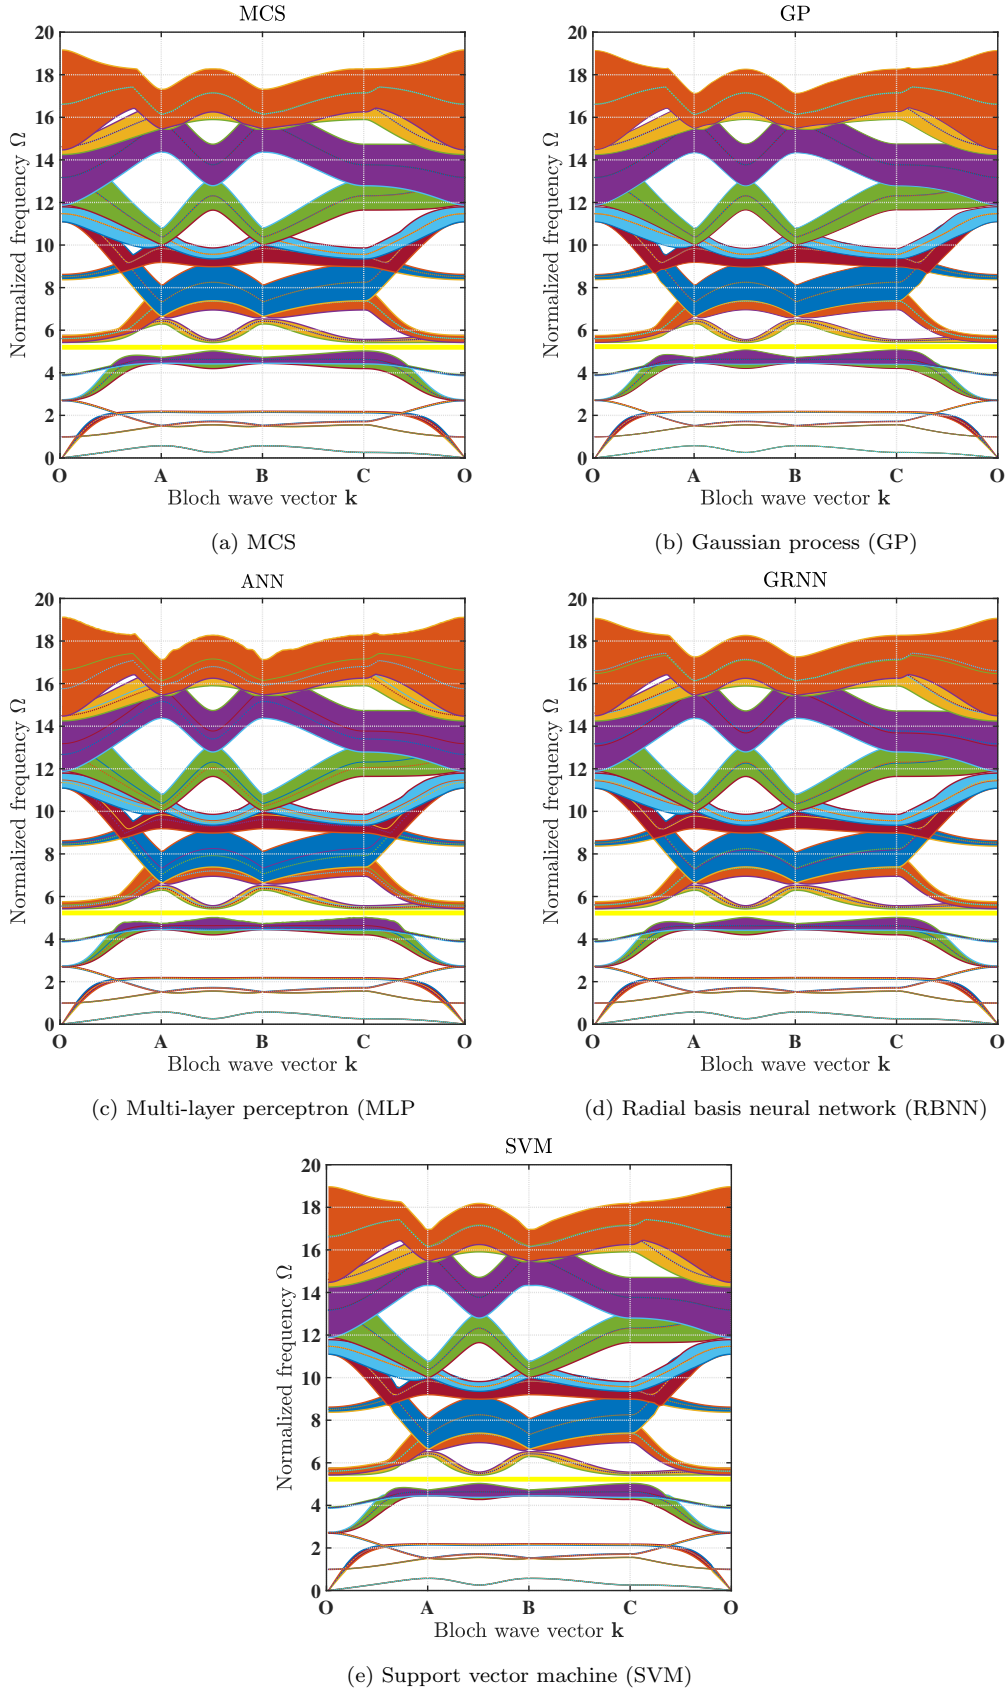 MCS
20
18
16
14
12
10
8
6
4
2
0
Normalized frequency Ω
O A B C O
Bloch wave vector k
(a) MCS
GP
20
18
16
14
12
10
8
6
4
2
0
Normalized frequency Ω
O A B C O
Bloch wave vector k
(b) Gaussian process (GP)
ANN
20
18
16
14
12
10
8
6
4
2
0
Normalized frequency Ω
O A B C O
Bloch wave vector k
(c) Multi-layer perceptron (MLP
GRNN
20
18
16
14
12
10
8
6
4
2
0
Normalized frequency Ω
O A B C O
Bloch wave vector k
(d) Radial basis neural network (RBNN)
SVM
20
18
16
14
12
10
8
6
4
2
0
Normalized frequency Ω
O A B C O
Bloch wave vector k
(e) Support vector machine (SVM)